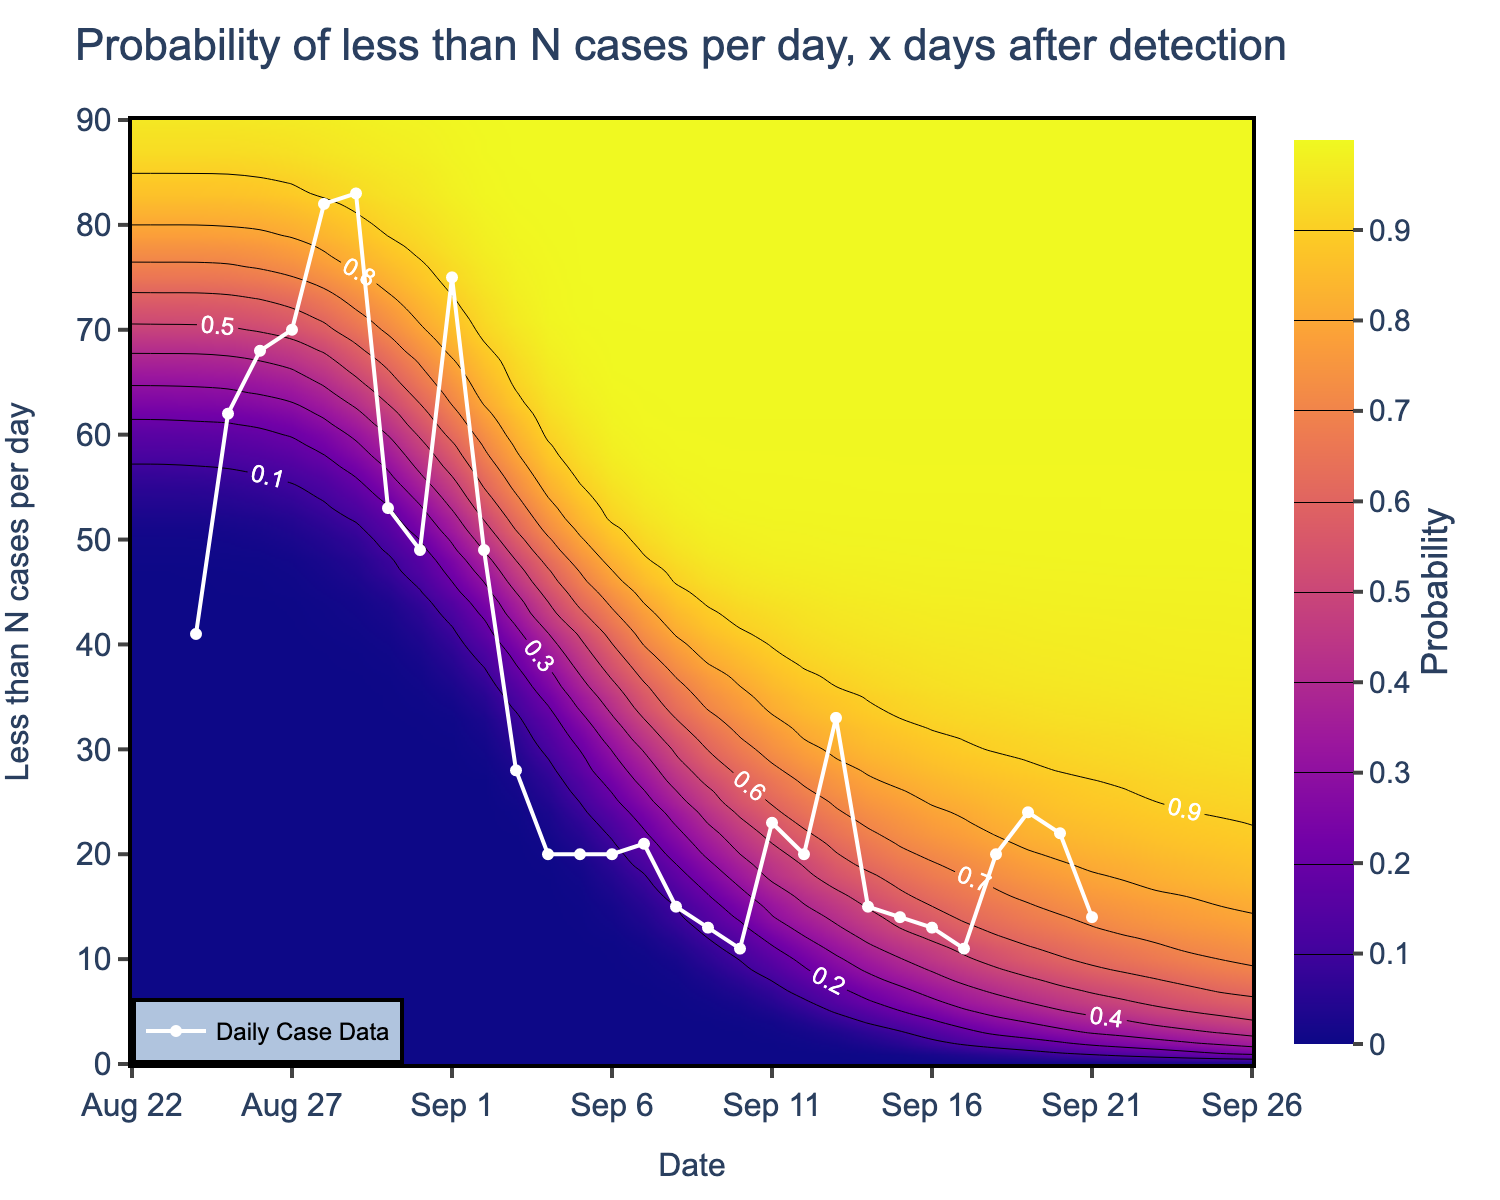 Probability of less than N cases per day, x days after detection
90
80
70
60
50
40
30
20
10
0
Less than N cases per day
0.8
0.5
0.1
0.3
0.6
0.9
0.7
0.2
0.4
Daily Case Data
Aug 22
Aug 27
Sep 1
Sep 6
Sep 11
Sep 16
Sep 21
Sep 26
Date
0.9
0.8
0.7
0.6
0.5
0.4
0.3
0.2
0.1
0
Probability